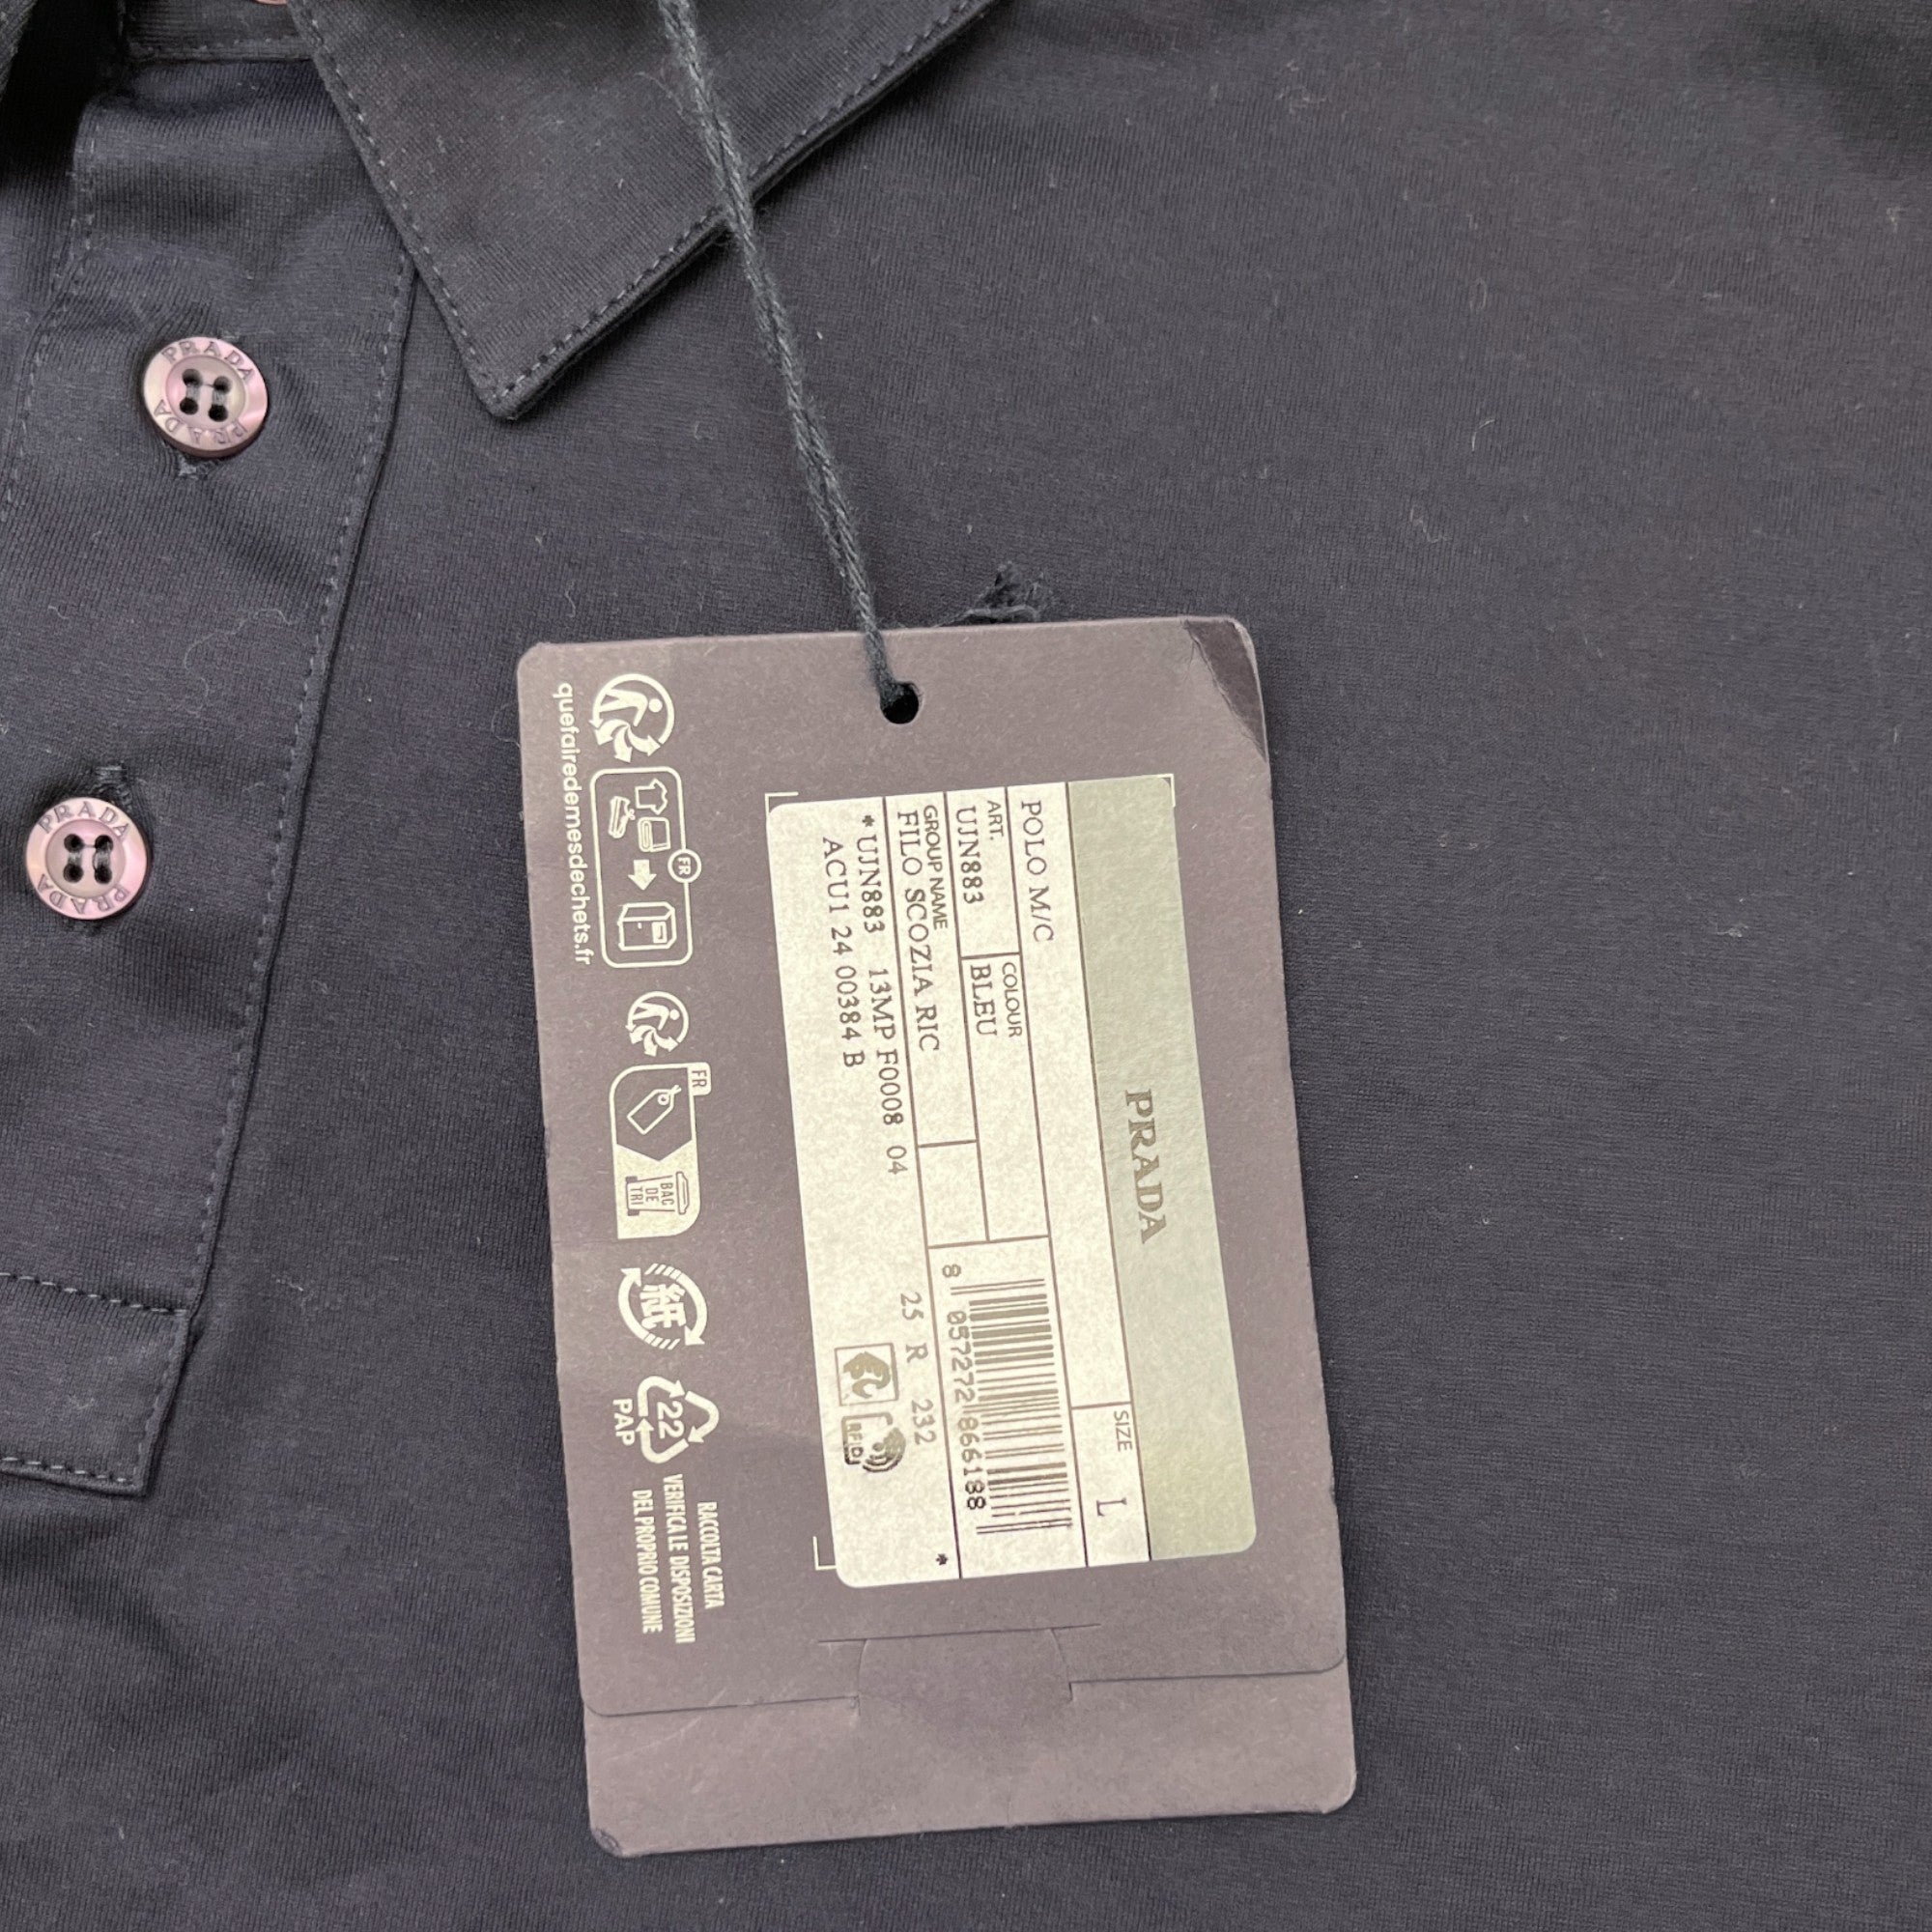 PRADA
PRADA
PRADA
PRADA
PRADA
SIZE
L
POLO M/C
ART.
UJN883
COLOUR
BLEU
GROUP NAME
FILO SCOZIA RIC
8 057272 866188
*UJN883 13MP F0008 04 25 R 232 *
ACU1 24 00384 B
RFID
FR
quefairedemesdechets.fr
FR
BAC
DE
TRI
紙
22
PAP
RACCOLTA CARTA
VERIFICA LE DISPOSIZIONI
DEL PROPRIO COMUNE